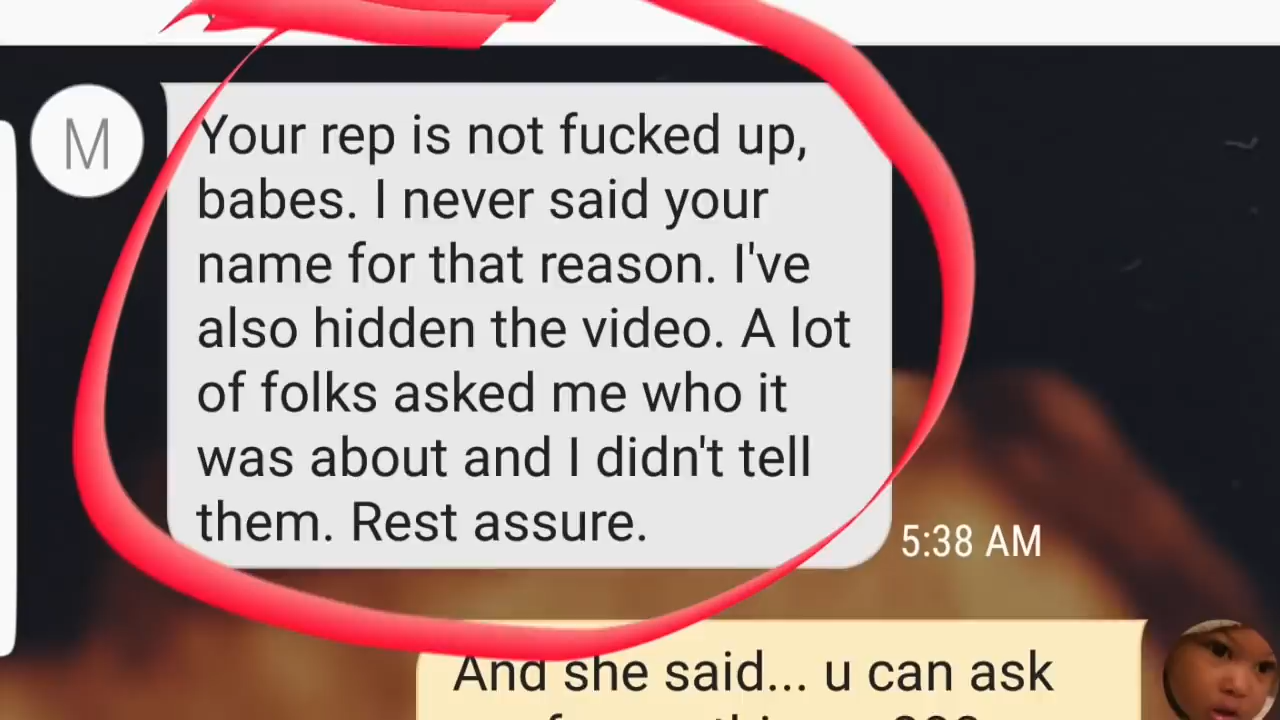 M
Your rep is not fucked up,
babes. I never said your
name for that reason. I've
also hidden the video. A lot
of folks asked me who it
was about and I didn't tell
them. Rest assure.
5:38 AM
And she said... u can ask